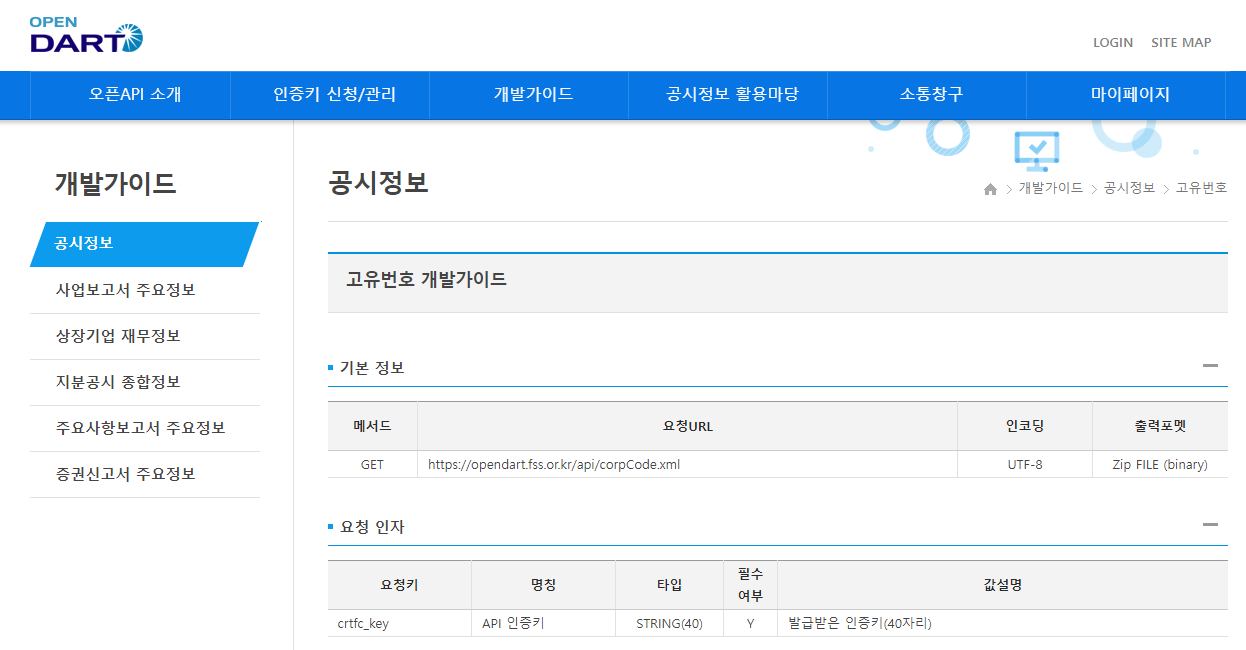 OPEN
DART
LOGIN SITE MAP
오픈API 소개 인증키 신청/관리 개발가이드 공시정보 활용마당 소통창구 마이페이지
개발가이드
공시정보
사업보고서 주요정보
상장기업 재무정보
지분공시 종합정보
주요사항보고서 주요정보
증권신고서 주요정보
공시정보
개발가이드 > 공시정보 > 고유번호
고유번호 개발가이드
기본 정보
메서드 요청URL 인코딩 출력포멧
GET https://opendart.fss.or.kr/api/corpCode.xml UTF-8 Zip FILE (binary)
요청 인자
요청키 명칭 타입 필수 여부 값설명
crtfc_key API 인증키 STRING(40) Y 발급받은 인증키(40자리)